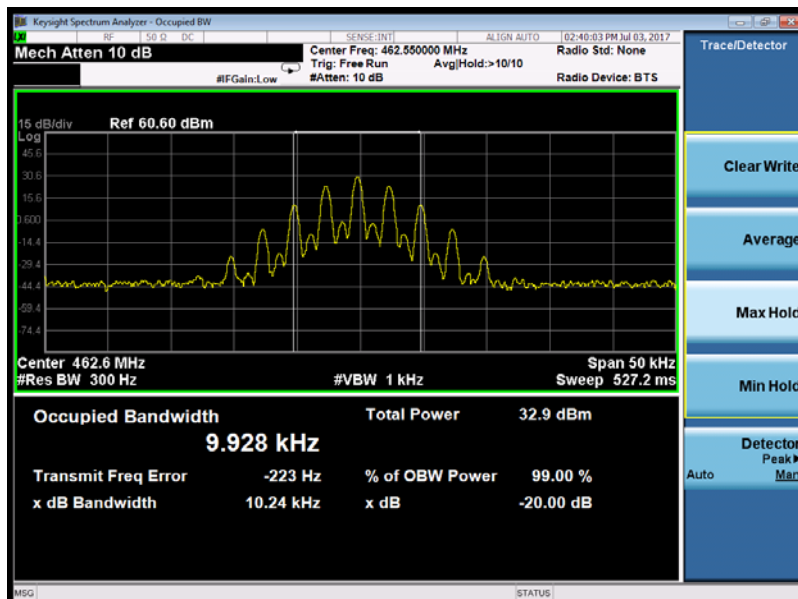 Keysight Spectrum Analyzer - Occupied BW
LXI RF 50 Ω DC SENSE:INT ALIGN AUTO 02:40:03 PM Jul 03, 2017
Mech Atten 10 dB
Center Freq: 462.550000 MHz Radio Std: None
Trig: Free Run Avg|Hold:>10/10
#IFGain:Low #Atten: 10 dB Radio Device: BTS
15 dB/div Ref 60.60 dBm
Log
45.6
30.6
15.6
0.600
-14.4
-29.4
-44.4
-59.4
-74.4
Center 462.6 MHz Span 50 kHz
#Res BW 300 Hz #VBW 1 kHz Sweep 527.2 ms
Occupied Bandwidth Total Power 32.9 dBm
9.928 kHz
Transmit Freq Error -223 Hz % of OBW Power 99.00 %
x dB Bandwidth 10.24 kHz x dB -20.00 dB
MSG STATUS
Trace/Detector
Clear Write
Average
Max Hold
Min Hold
Detector
Peak
Auto Man